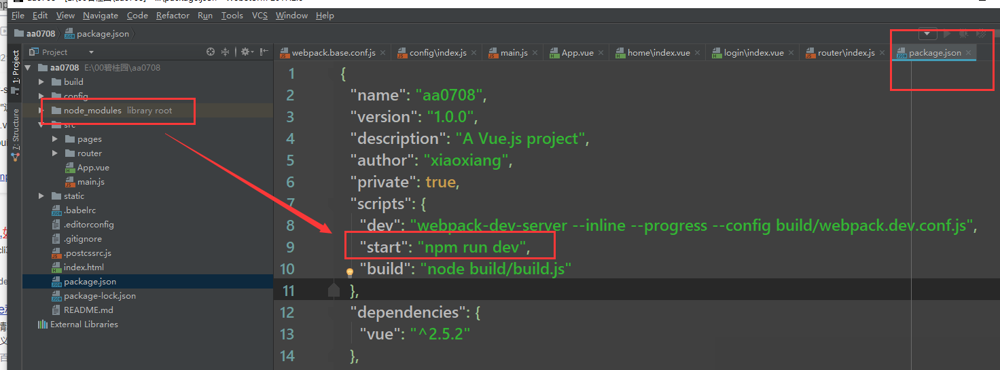 File Edit View Navigate Code Refactor Run Tools VCS Window Help
aa0708 package.json
Project
webpack.base.conf.js config\index.js main.js App.vue home\index.vue login\index.vue router\index.js package.json
1: Project
7: Structure
aa0708 E:\00碧桂园\aa0708
build
config
node_modules library root
src
pages
router
App.vue
main.js
static
.babelrc
.editorconfig
.gitignore
.postcssrc.js
index.html
package.json
package-lock.json
README.md
External Libraries
1 {
2 "name": "aa0708",
3 "version": "1.0.0",
4 "description": "A Vue.js project",
5 "author": "xiaoxiang",
6 "private": true,
7 "scripts": {
8 "dev": "webpack-dev-server --inline --progress --config build/webpack.dev.conf.js",
9 "start": "npm run dev",
10 "build": "node build/build.js"
11 },
12 "dependencies": {
13 "vue": "^2.5.2"
14 },